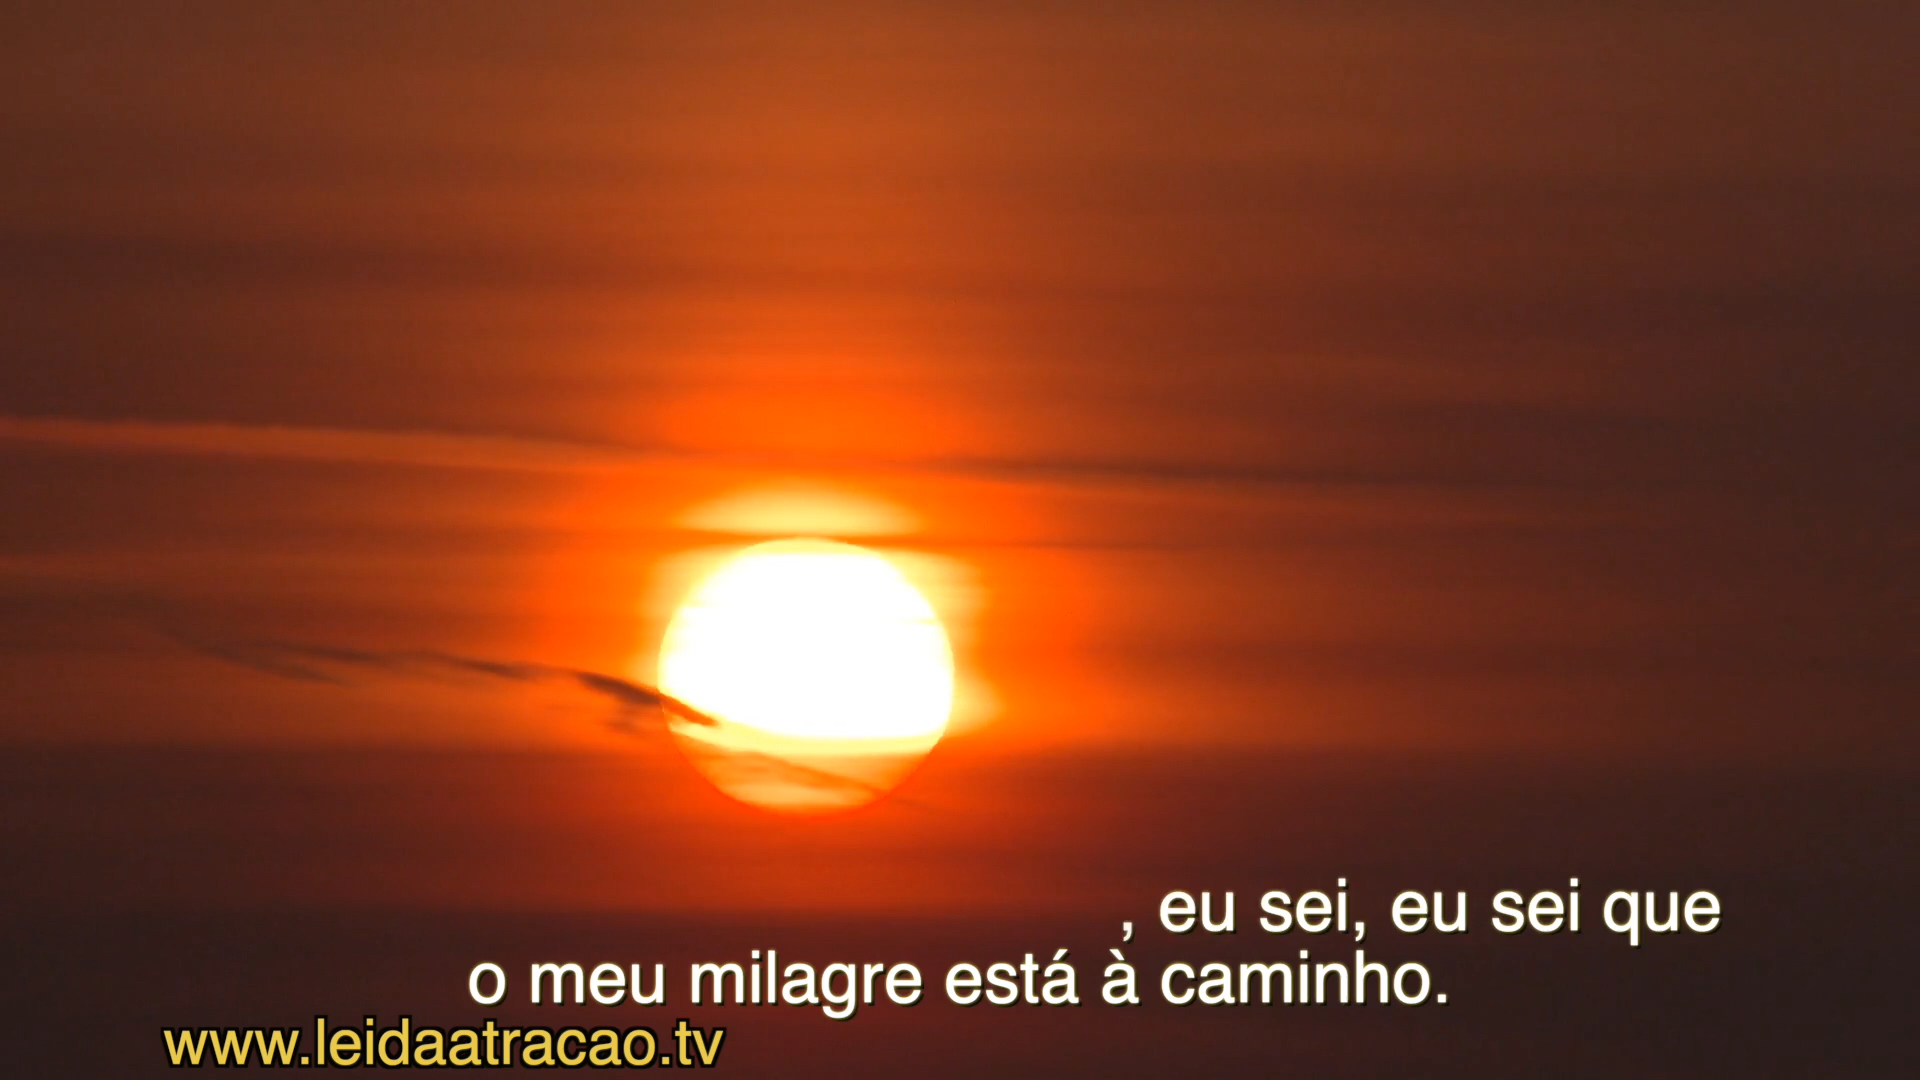 , eu sei, eu sei que
o meu milagre está à caminho.
www.leidaatracao.tv